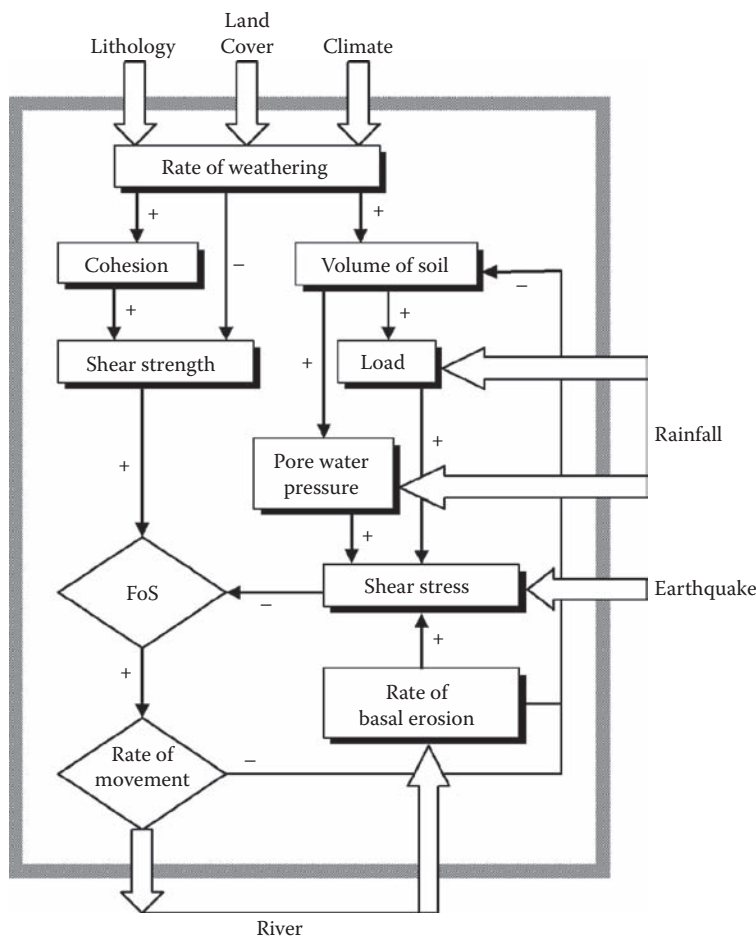 Lithology
Land
Cover
Climate
Rate of weathering
+
+
Cohesion
–
Volume of soil
–
+
+
Shear strength
+
Load
+
+
Rainfall
Pore water
pressure
+
FoS
–
Shear stress
Earthquake
+
+
Rate of
basal erosion
Rate of
movement
–
River